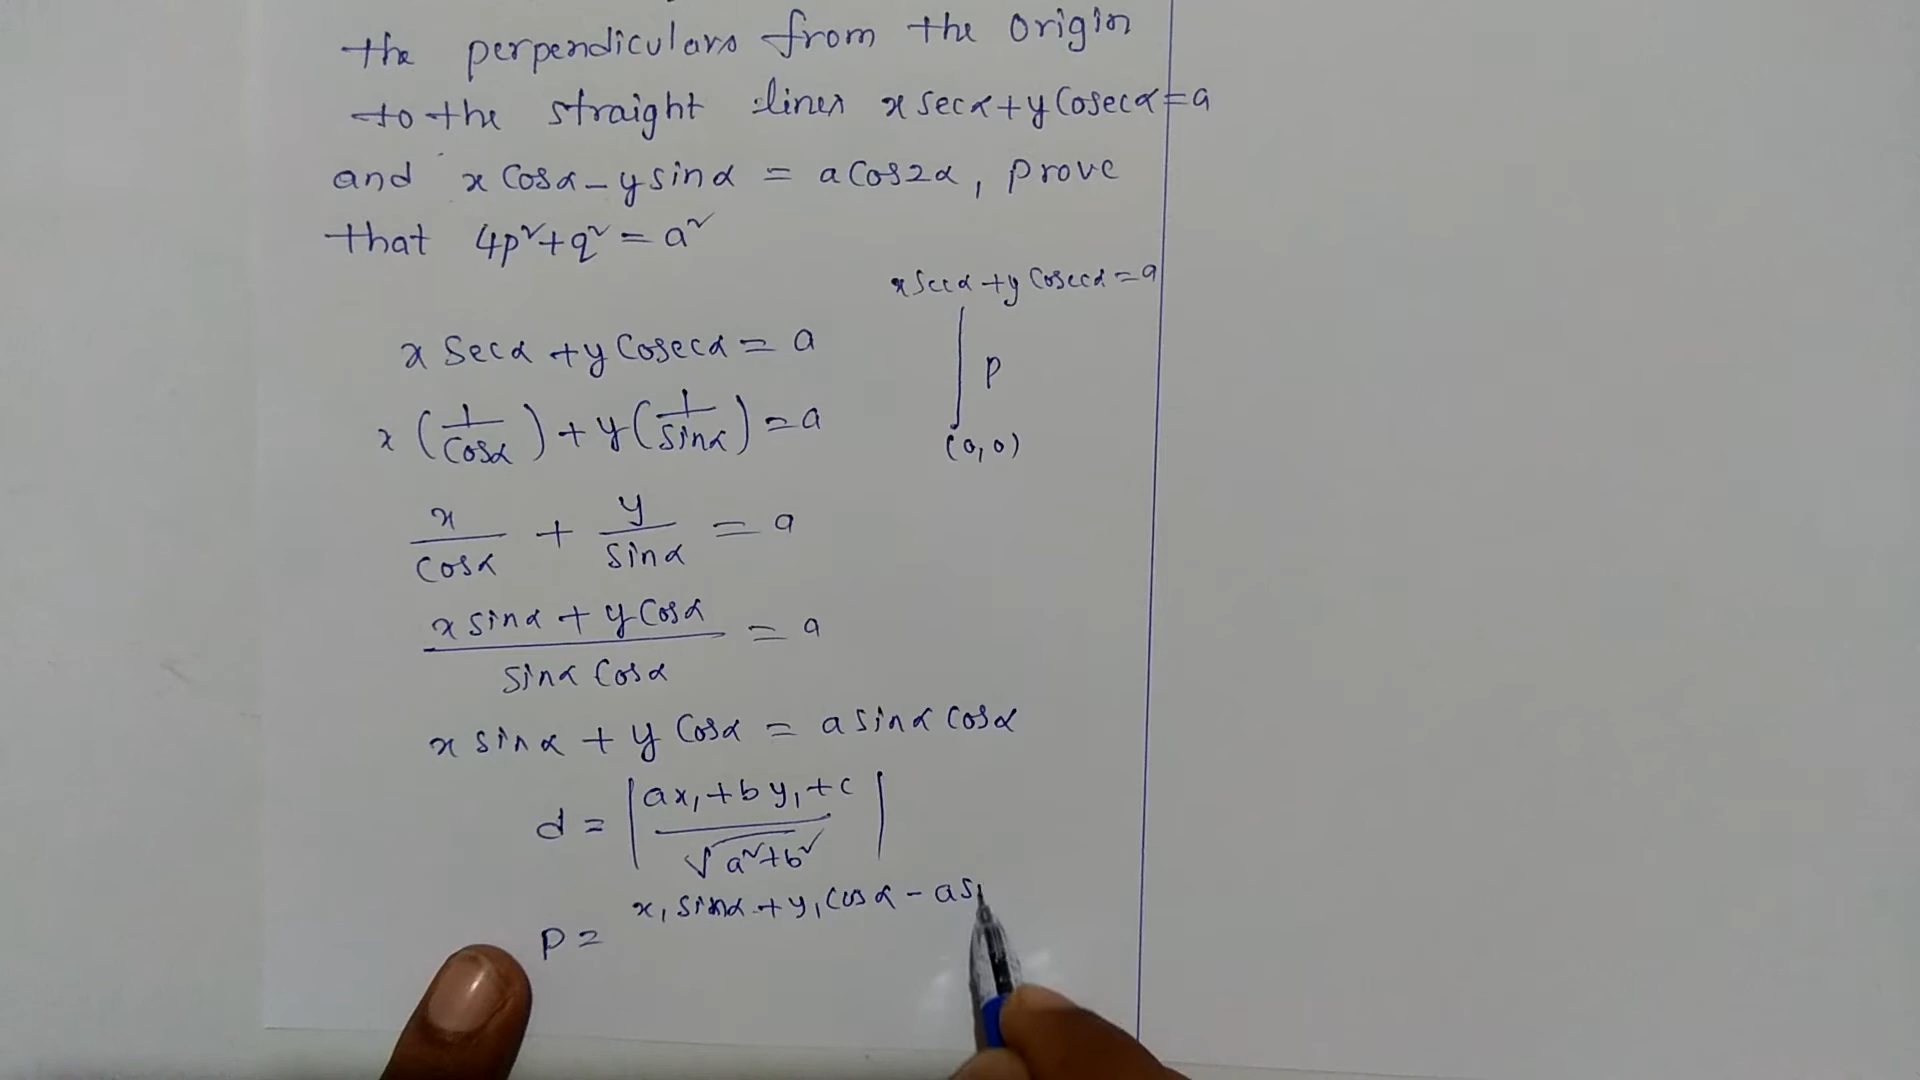 the perpendiculars from the origin
to the straight lines x secα + y Cosecα = a
and x Cosα - y sinα = a Cos2α, prove
that 4p² + q² = a²
x secα + y Cosecα = a
p
(0,0)
x Secα + y Cosecα = a
x (1/Cosα) + y (1/Sinα) = a
x/Cosα + y/Sinα = a
x sinα + y Cosα / Sinα Cosα = a
x sinα + y Cosα = a sinα Cosα
d = |ax₁ + by₁ + c / √a² + b²|
p = x₁ sinα + y₁ Cosα - as